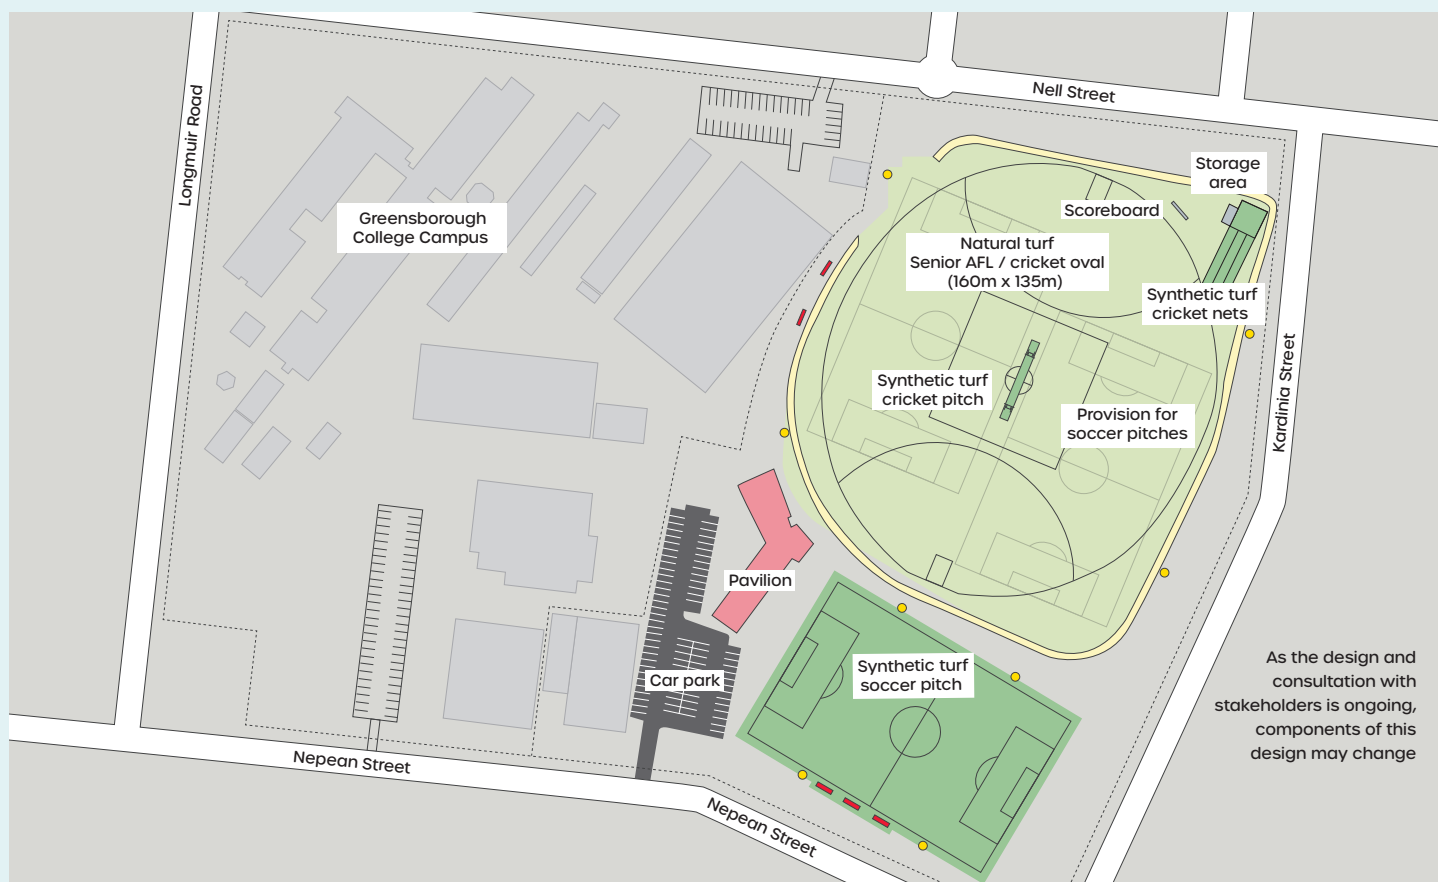 Nell Street
Longmuir Road
Storage
area
Greensborough
College Campus
Scoreboard
Natural turf
Senior AFL / cricket oval
(160m x 135m)
Synthetic turf
cricket nets
Kardinia Street
Synthetic turf
cricket pitch
Provision for
soccer pitches
Pavilion
Synthetic turf
soccer pitch
Car park
As the design and
consultation with
stakeholders is ongoing,
components of this
design may change
Nepean Street
Nepean Street